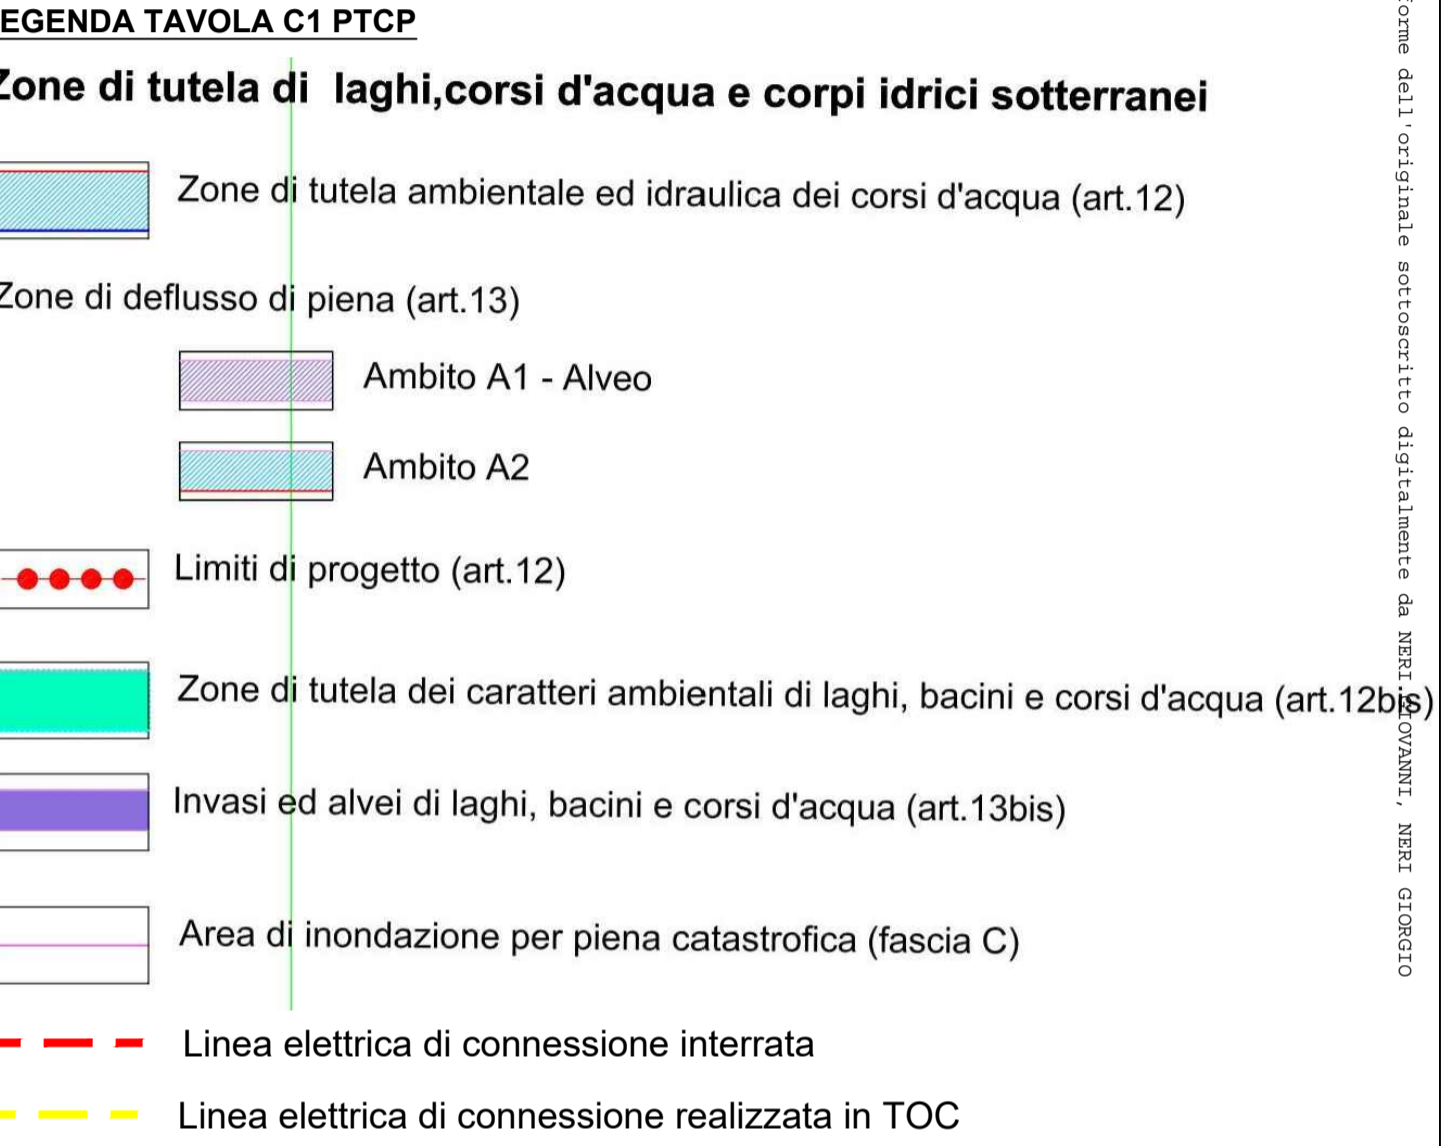 EGENDA TAVOLA C1 PTCP
Zone di tutela di laghi,corsi d'acqua e corpi idrici sotterranei
Zone di tutela ambientale ed idraulica dei corsi d'acqua (art.12)
Zone di deflusso di piena (art.13)
Ambito A1 - Alveo
Ambito A2
Limiti di progetto (art.12)
Zone di tutela dei caratteri ambientali di laghi, bacini e corsi d'acqua (art.12bis)
Invasi ed alvei di laghi, bacini e corsi d'acqua (art.13bis)
Area di inondazione per piena catastrofica (fascia C)
Linea elettrica di connessione interrata
Linea elettrica di connessione realizzata in TOC
forme dell'originale sottoscritto digitalmente da NERI GIOVANNI, NERI GIORGIO